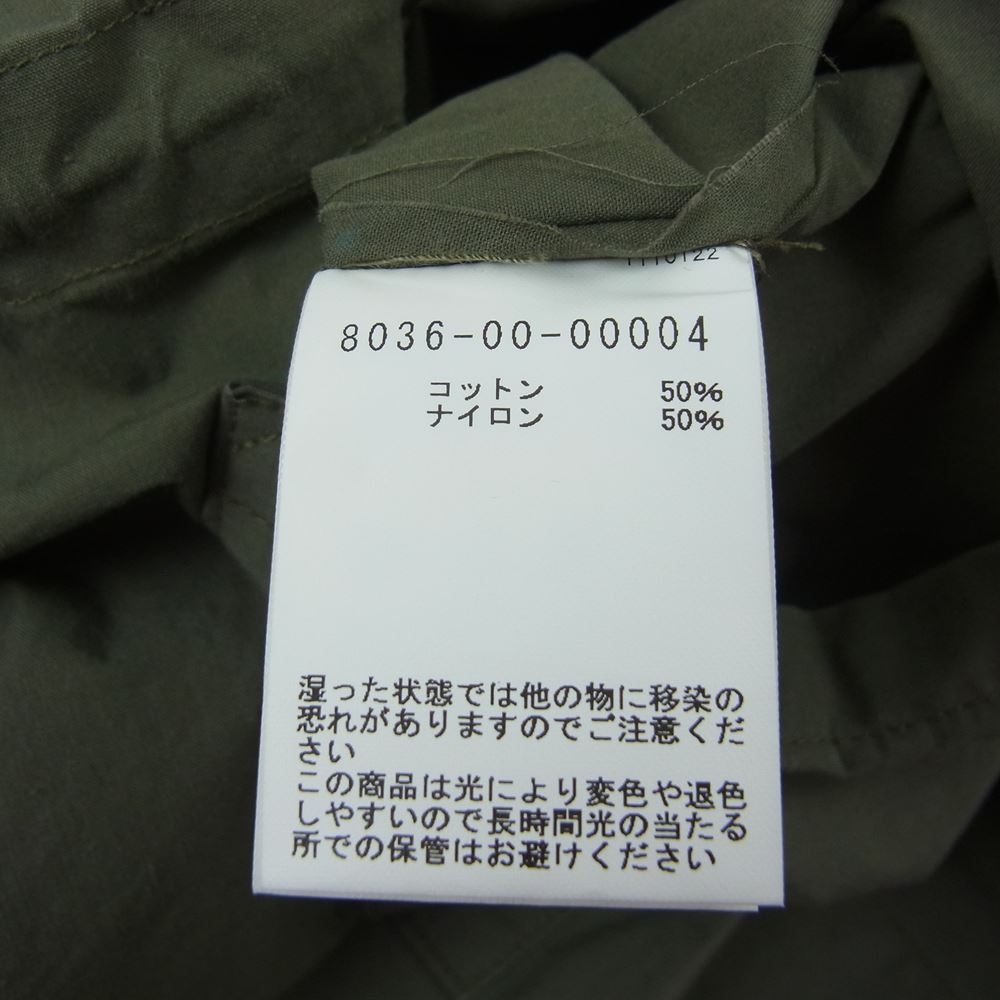 8036-00-00004
コットン 50%
ナイロン 50%
湿った状態では他の物に移染の
恐れがありますのでご注意くだ
さい
この商品は光により変色や退色
しやすいので長時間光の当たる
所での保管はお避けください